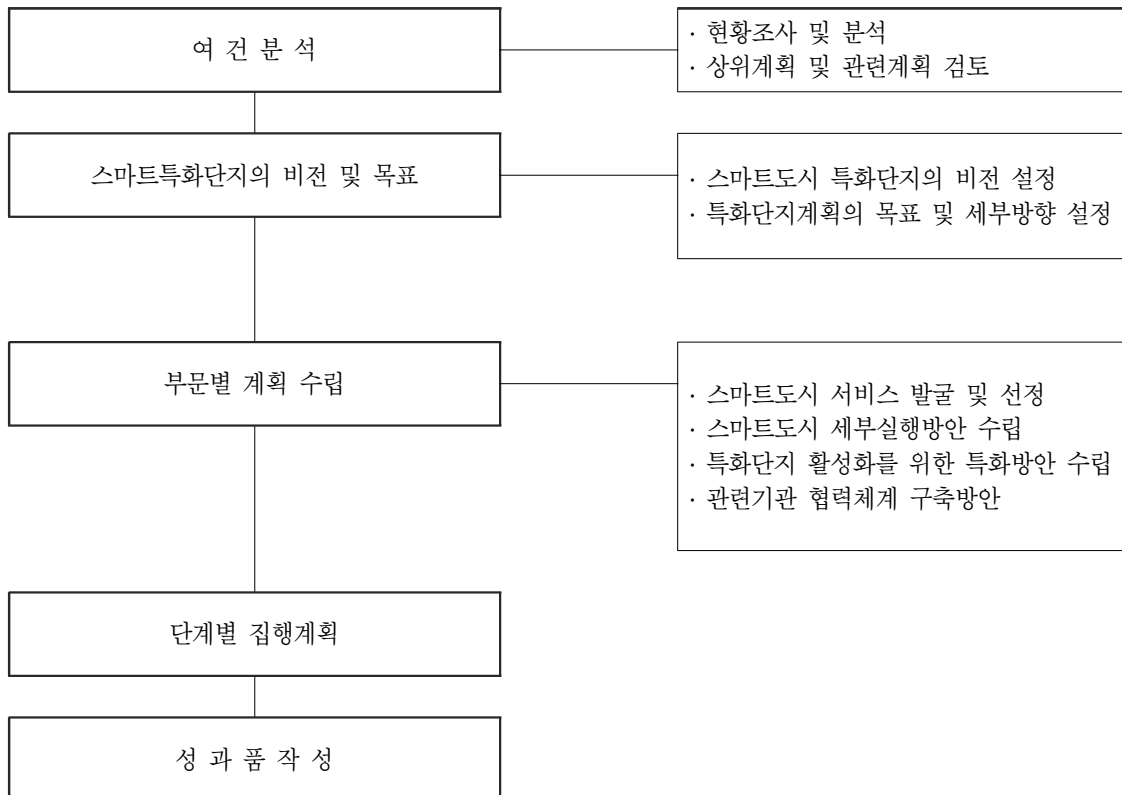 여 건 분 석
· 현황조사 및 분석
· 상위계획 및 관련계획 검토
스마트특화단지의 비전 및 목표
· 스마트도시 특화단지의 비전 설정
· 특화단지계획의 목표 및 세부방향 설정
부문별 계획 수립
· 스마트도시 서비스 발굴 및 선정
· 스마트도시 세부실행방안 수립
· 특화단지 활성화를 위한 특화방안 수립
· 관련기관 협력체계 구축방안
단계별 집행계획
성 과 품 작 성